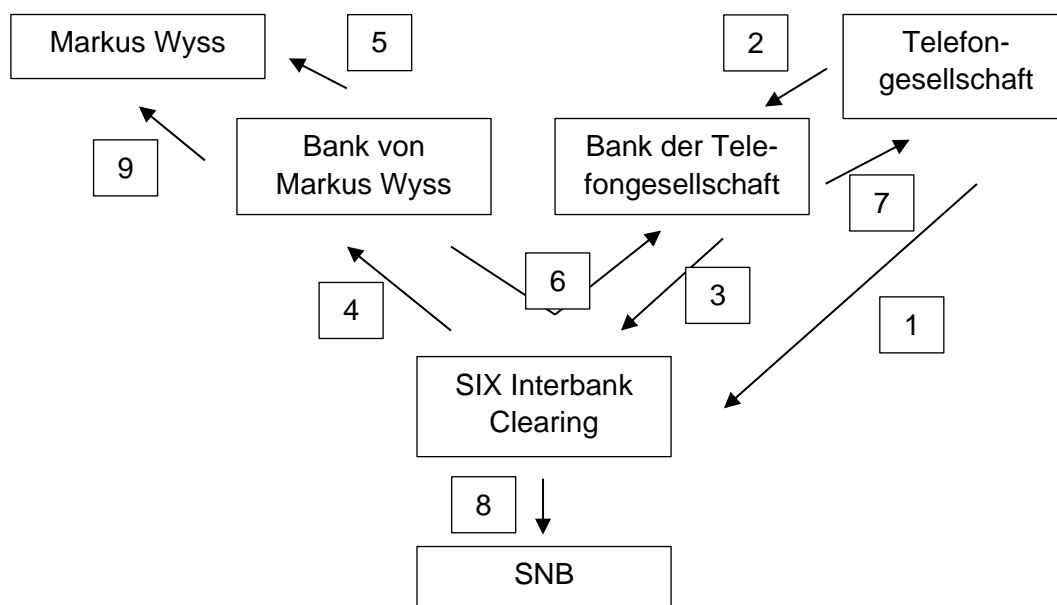 Markus Wyss
5
2
Telefon-
gesellschaft
9
Bank von
Markus Wyss
Bank der Tele-
fongesellschaft
7
4
6
3
1
SIX Interbank
Clearing
8
SNB